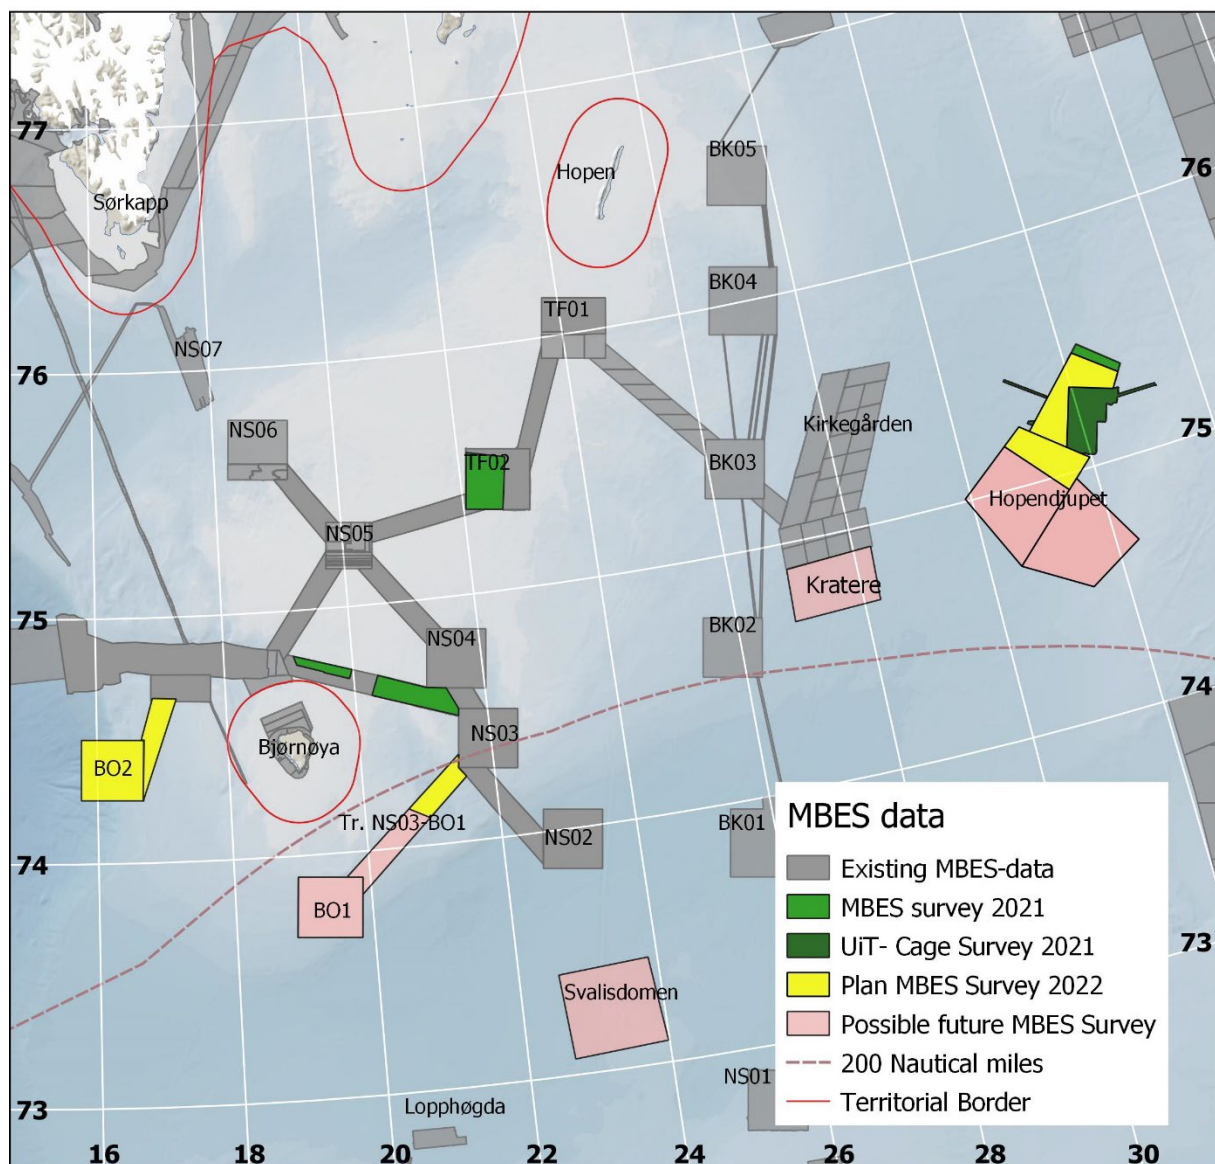 77
Sørkapp
Hopen
BK05
76
BK04
TF01
NS07
76
Kirkegården
75
NS06
BK03
TF02
Hopendjupet
NS05
Kratere
75
BK02
NS04
74
NS03
Bjørnøya
BO2
Tr. NS03-BO1
NS02
BK01
74
BO1
73
Svalisdomen
NS01
Lopphøgda
73
16
18
20
22
24
26
28
30
MBES data
Existing MBES-data
MBES survey 2021
UiT- Cage Survey 2021
Plan MBES Survey 2022
Possible future MBES Survey
200 Nautical miles
Territorial Border